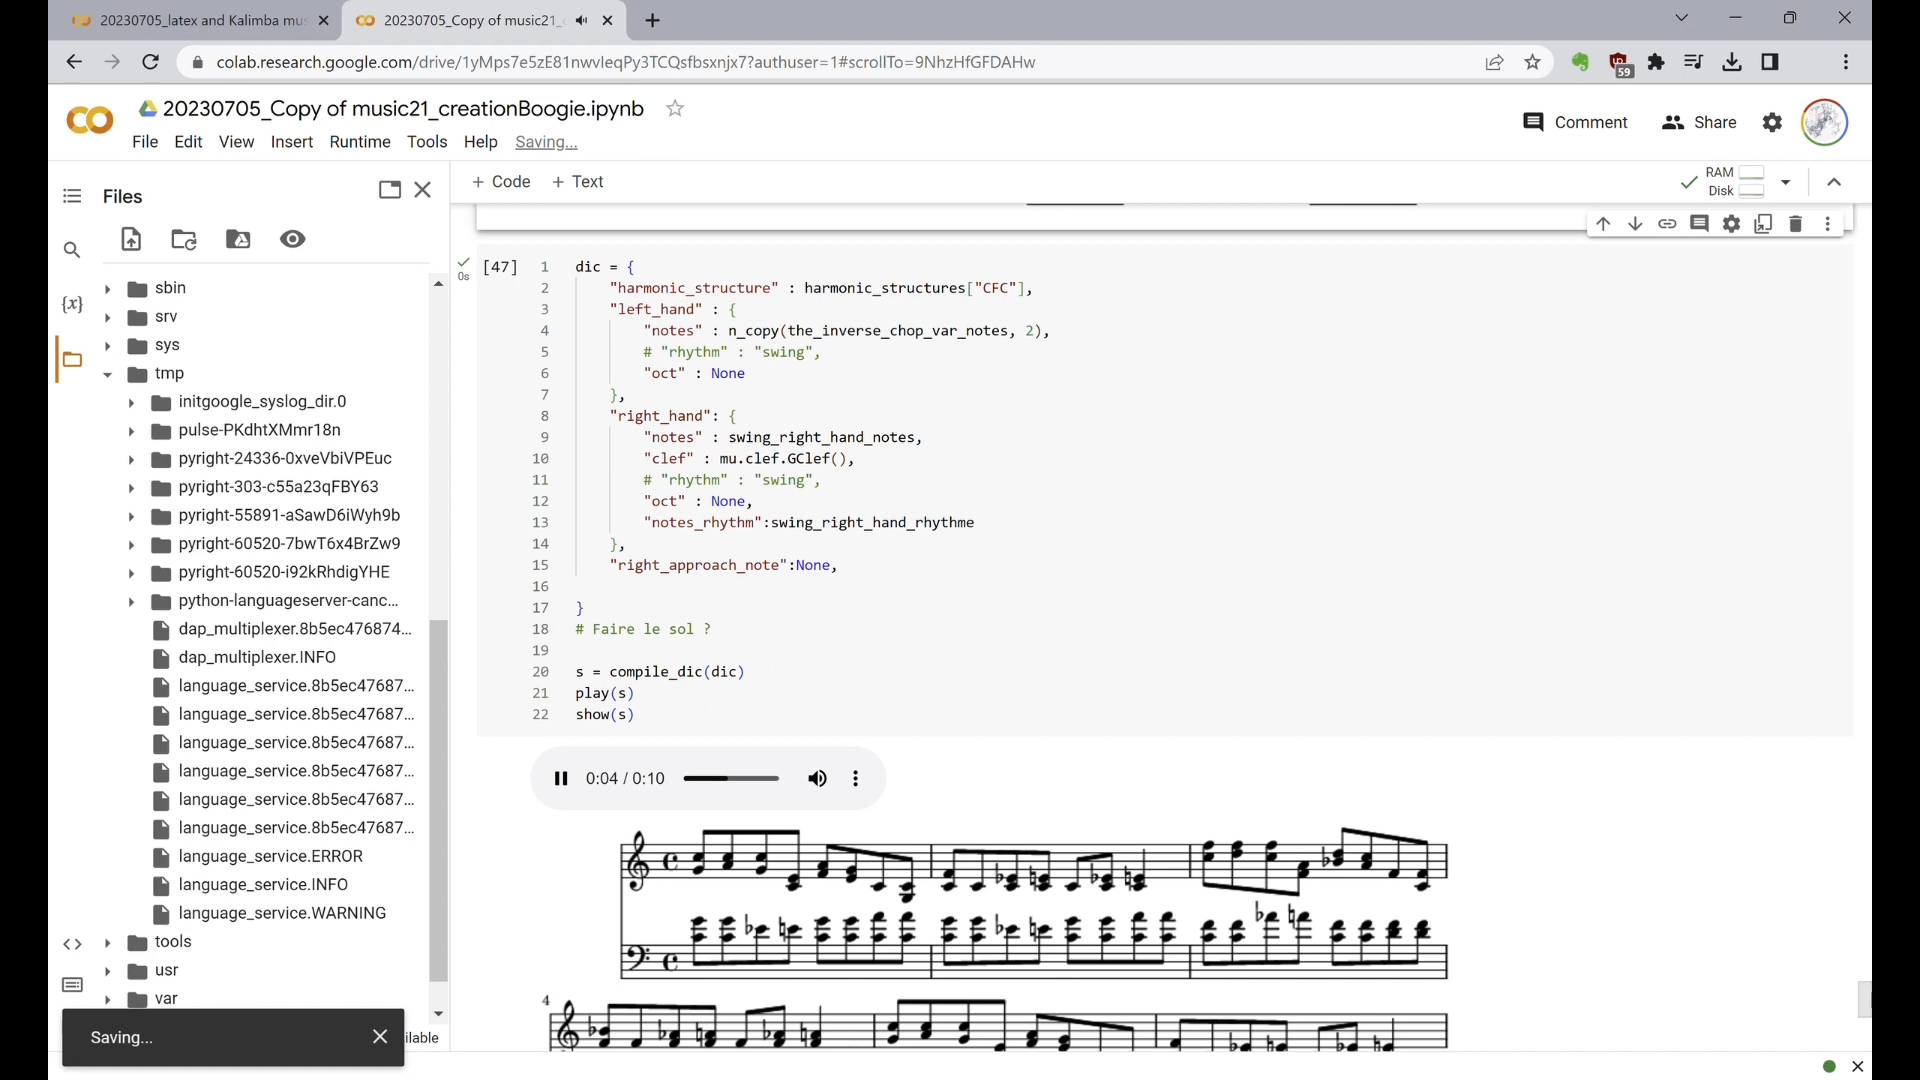 20230705_latex and Kalimba mus
20230705_Copy of music21_c
colab.research.google.com/drive/1yMps7e5zE81nwvleqPy3TCQsfbsxnjx7?authuser=1#scrollTo=9NhzHfGFDAHw
59
20230705_Copy of music21_creationBoogie.ipynb
File Edit View Insert Runtime Tools Help Saving...
Comment
Share
Files
+ Code + Text
RAM
Disk
sbin
srv
sys
tmp
initgoogle_syslog_dir.0
pulse-PKdhtXMmr18n
pyright-24336-0xveVbiVPEuc
pyright-303-c55a23qFBY63
pyright-55891-aSawD6iWyh9b
pyright-60520-7bwT6x4BrZw9
pyright-60520-i92kRhdigYHE
python-languageserver-canc...
dap_multiplexer.8b5ec476874...
dap_multiplexer.INFO
language_service.8b5ec47687...
language_service.8b5ec47687...
language_service.8b5ec47687...
language_service.8b5ec47687...
language_service.8b5ec47687...
language_service.8b5ec47687...
language_service.ERROR
language_service.INFO
language_service.WARNING
tools
usr
var
Saving...
ilable
0s
[47]
1 dic = {
2 "harmonic_structure" : harmonic_structures["CFC"],
3 "left_hand" : {
4 "notes" : n_copy(the_inverse_chop_var_notes, 2),
5 # "rhythm" : "swing",
6 "oct" : None
7 },
8 "right_hand": {
9 "notes" : swing_right_hand_notes,
10 "clef" : mu.clef.GClef(),
11 # "rhythm" : "swing",
12 "oct" : None,
13 "notes_rhythm":swing_right_hand_rhythme
14 },
15 "right_approach_note":None,
16
17 }
18 # Faire le sol ?
19
20 s = compile_dic(dic)
21 play(s)
22 show(s)
0:04 / 0:10
4